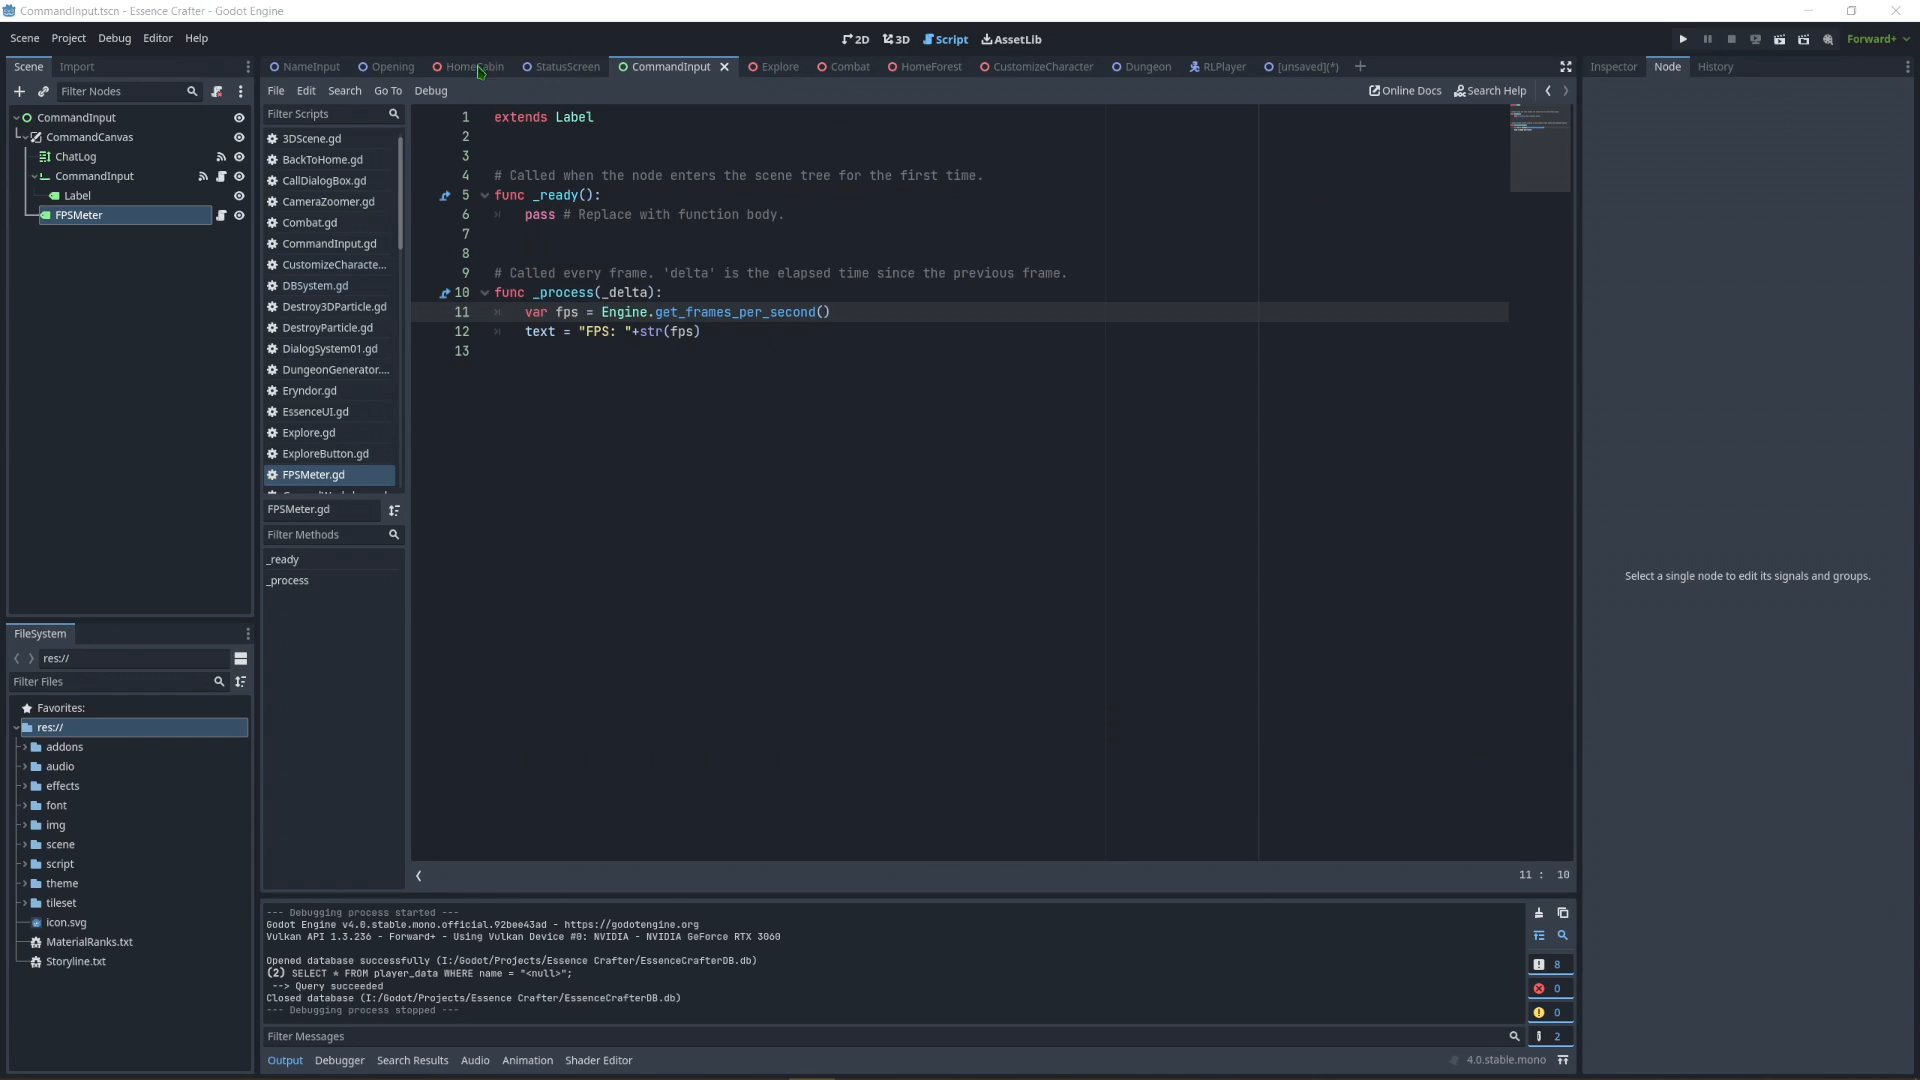 CommandInput.tscn - Essence Crafter - Godot Engine
Scene Project Debug Editor Help
2D 3D Script AssetLib
Forward+
Scene Import
NameInput Opening HomeCabin StatusScreen CommandInput Explore Combat HomeForest CustomizeCharacter Dungeon RLPlayer [unsaved](*)
Inspector Node History
Filter Nodes
File Edit Search Go To Debug
Online Docs Search Help
CommandInput
CommandCanvas
ChatLog
CommandInput
Label
FPSMeter
Filter Scripts
3DScene.gd
BackToHome.gd
CallDialogBox.gd
CameraZoomer.gd
Combat.gd
CommandInput.gd
CustomizeCharacte...
DBSystem.gd
Destroy3DParticle.gd
DestroyParticle.gd
DialogSystem01.gd
DungeonGenerator....
Eryndor.gd
EssenceUI.gd
Explore.gd
ExploreButton.gd
FPSMeter.gd
FPSMeter.gd
Filter Methods
_ready
_process
1 extends Label
2
3
4 # Called when the node enters the scene tree for the first time.
5 func _ready():
6 pass # Replace with function body.
7
8
9 # Called every frame. 'delta' is the elapsed time since the previous frame.
10 func _process(_delta):
11 var fps = Engine.get_frames_per_second()
12 text = "FPS: "+str(fps)
13
11 : 10
Select a single node to edit its signals and groups.
FileSystem
res://
Filter Files
Favorites:
res://
addons
audio
effects
font
img
scene
script
theme
tileset
icon.svg
MaterialRanks.txt
Storyline.txt
--- Debugging process started ---
Godot Engine v4.0.stable.mono.official.92bee43ad - https://godotengine.org
Vulkan API 1.3.236 - Forward+ - Using Vulkan Device #0: NVIDIA - NVIDIA GeForce RTX 3060
Opened database successfully (I:/Godot/Projects/Essence Crafter/EssenceCrafterDB.db)
(2) SELECT * FROM player_data WHERE name = "<null>";
--> Query succeeded
Closed database (I:/Godot/Projects/Essence Crafter/EssenceCrafterDB.db)
--- Debugging process stopped ---
8
0
0
2
Filter Messages
Output Debugger Search Results Audio Animation Shader Editor
4.0.stable.mono